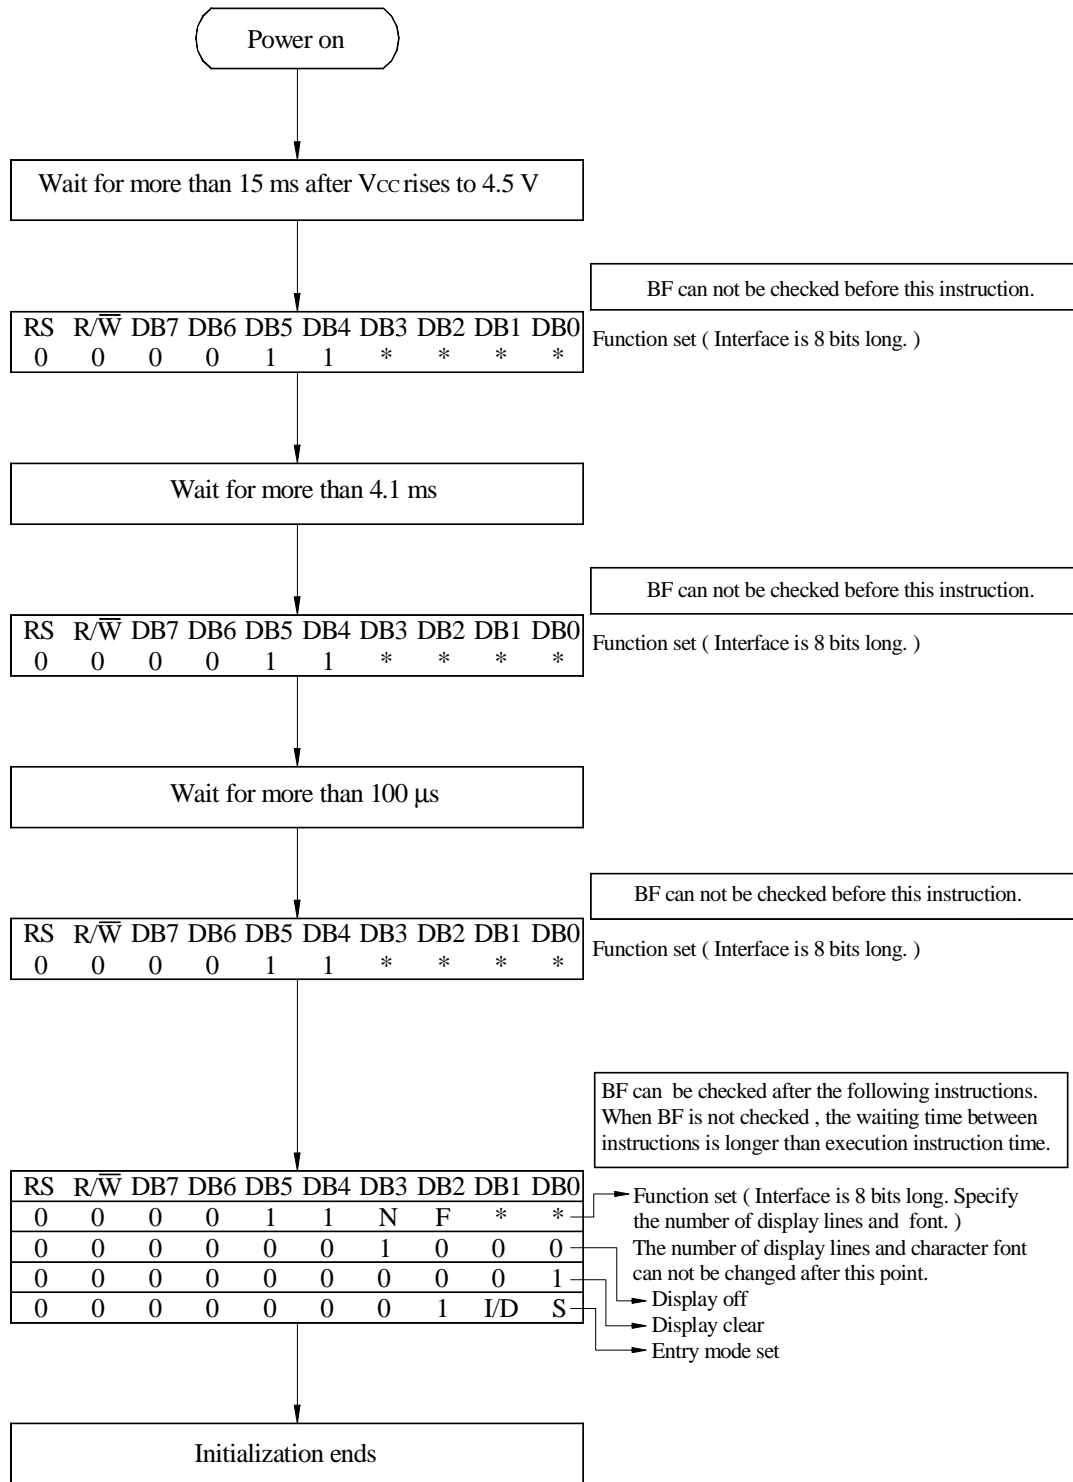 Power on
Wait for more than 15 ms after VCC rises to 4.5 V
BF can not be checked before this instruction.
RS R/W̅ DB7 DB6 DB5 DB4 DB3 DB2 DB1 DB0
0 0 0 0 1 1 * * * *
Function set ( Interface is 8 bits long. )
Wait for more than 4.1 ms
BF can not be checked before this instruction.
RS R/W̅ DB7 DB6 DB5 DB4 DB3 DB2 DB1 DB0
0 0 0 0 1 1 * * * *
Function set ( Interface is 8 bits long. )
Wait for more than 100 μs
BF can not be checked before this instruction.
RS R/W̅ DB7 DB6 DB5 DB4 DB3 DB2 DB1 DB0
0 0 0 0 1 1 * * * *
Function set ( Interface is 8 bits long. )
BF can be checked after the following instructions.
When BF is not checked , the waiting time between
instructions is longer than execution instruction time.
RS R/W̅ DB7 DB6 DB5 DB4 DB3 DB2 DB1 DB0
0 0 0 0 1 1 N F * *
0 0 0 0 0 0 1 0 0 0
0 0 0 0 0 0 0 0 0 1
0 0 0 0 0 0 0 1 I/D S
Function set ( Interface is 8 bits long. Specify
the number of display lines and font. )
The number of display lines and character font
can not be changed after this point.
Display off
Display clear
Entry mode set
Initialization ends